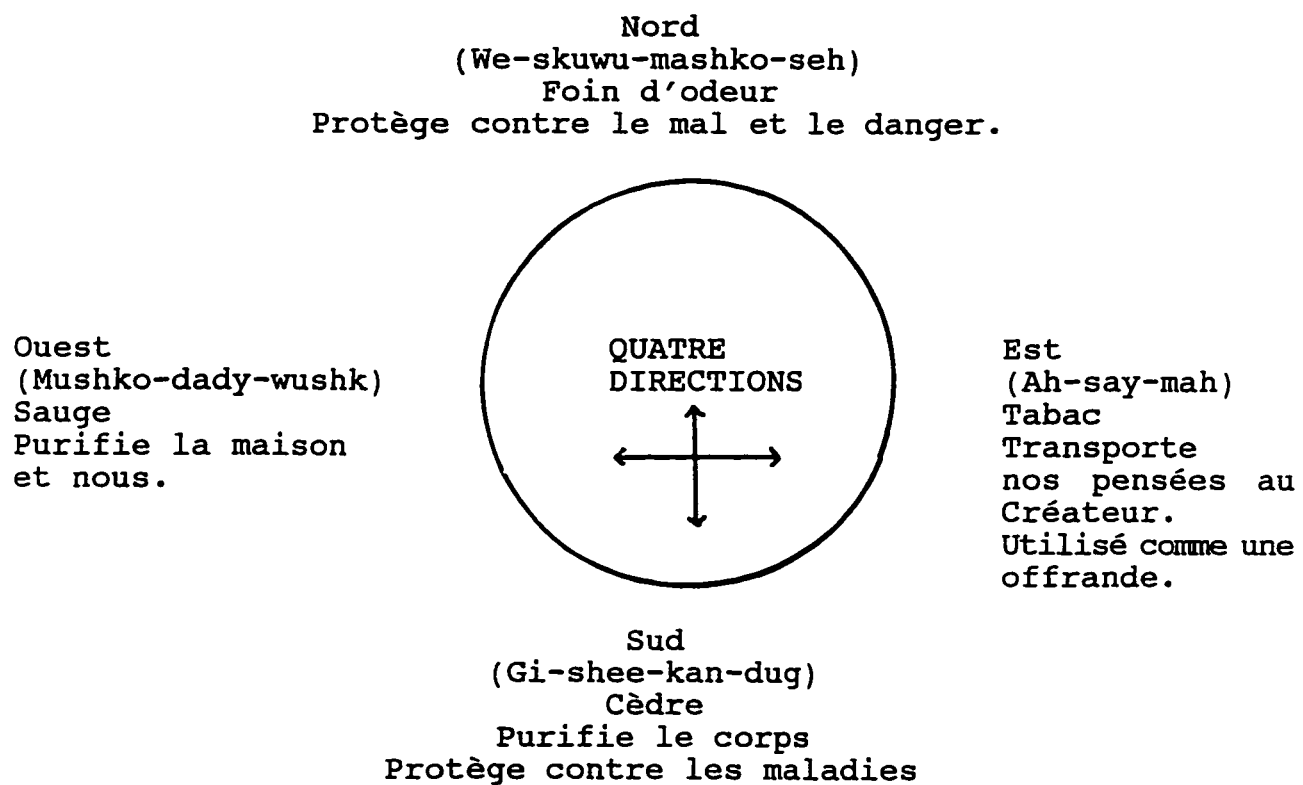 Nord
(We-skuwu-mashko-seh)
Foin d'odeur
Protège contre le mal et le danger.
Ouest
(Mushko-dady-wushk)
Sauge
Purifie la maison
et nous.
QUATRE
DIRECTIONS
Est
(Ah-say-mah)
Tabac
Transporte
nos pensées au
Créateur.
Utilisé comme une
offrande.
Sud
(Gi-shee-kan-dug)
Cèdre
Purifie le corps
Protège contre les maladies